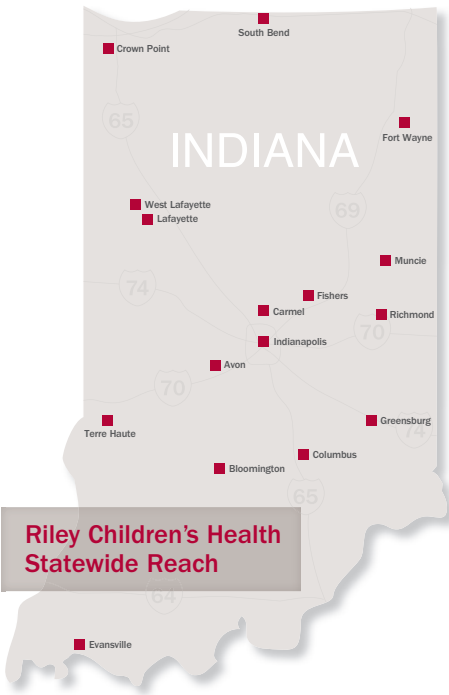 South Bend
Crown Point
65
Fort Wayne
INDIANA
West Lafayette
69
Lafayette
Muncie
74
Fishers
Carmel
Richmond
70
Indianapolis
Avon
70
Greensburg
74
Terre Haute
Columbus
Bloomington
65
Riley Children's Health
Statewide Reach
64
Evansville